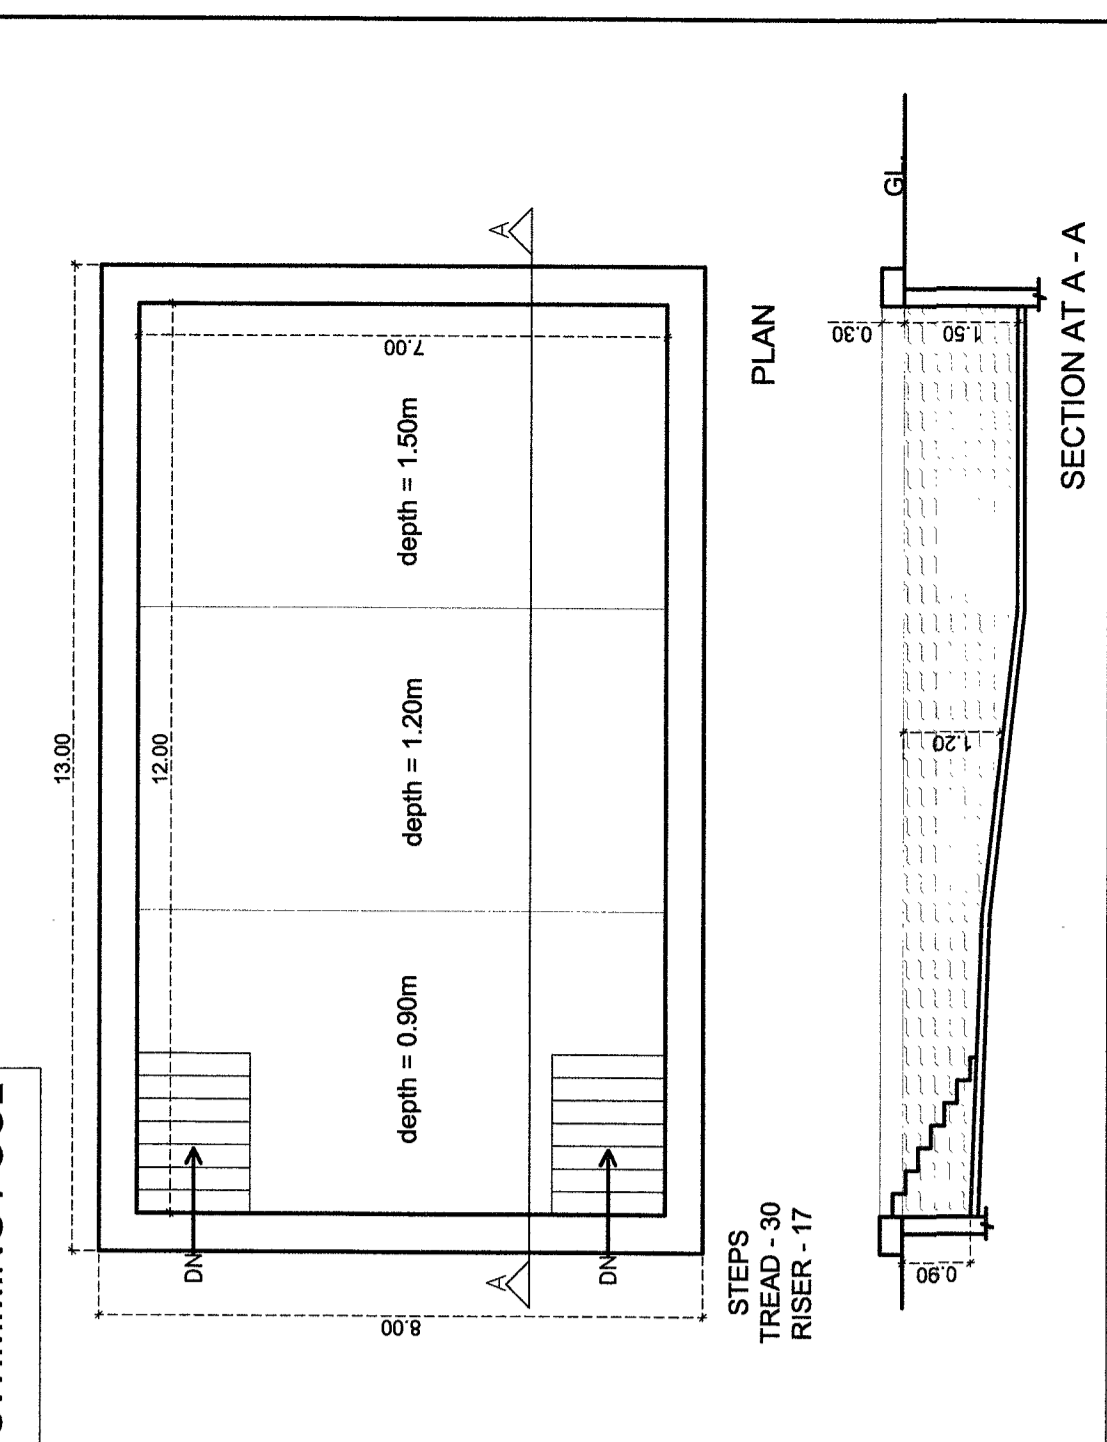 13.00
12.00
7.00
8.00
A
A
depth = 0.90m
depth = 1.20m
depth = 1.50m
DN
DN
STEPS
TREAD - 30
RISER - 17
PLAN
GL.
0.30
1.50
1.20
0.90
SECTION AT A - A